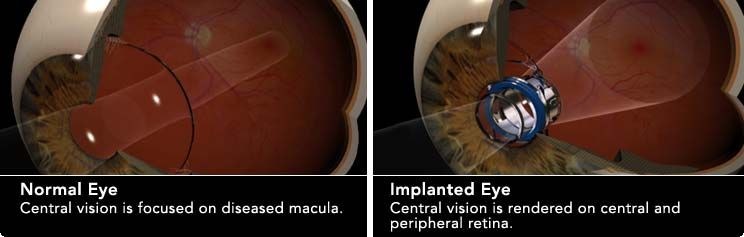 Normal Eye
Central vision is focused on diseased macula.
Implanted Eye
Central vision is rendered on central and
peripheral retina.